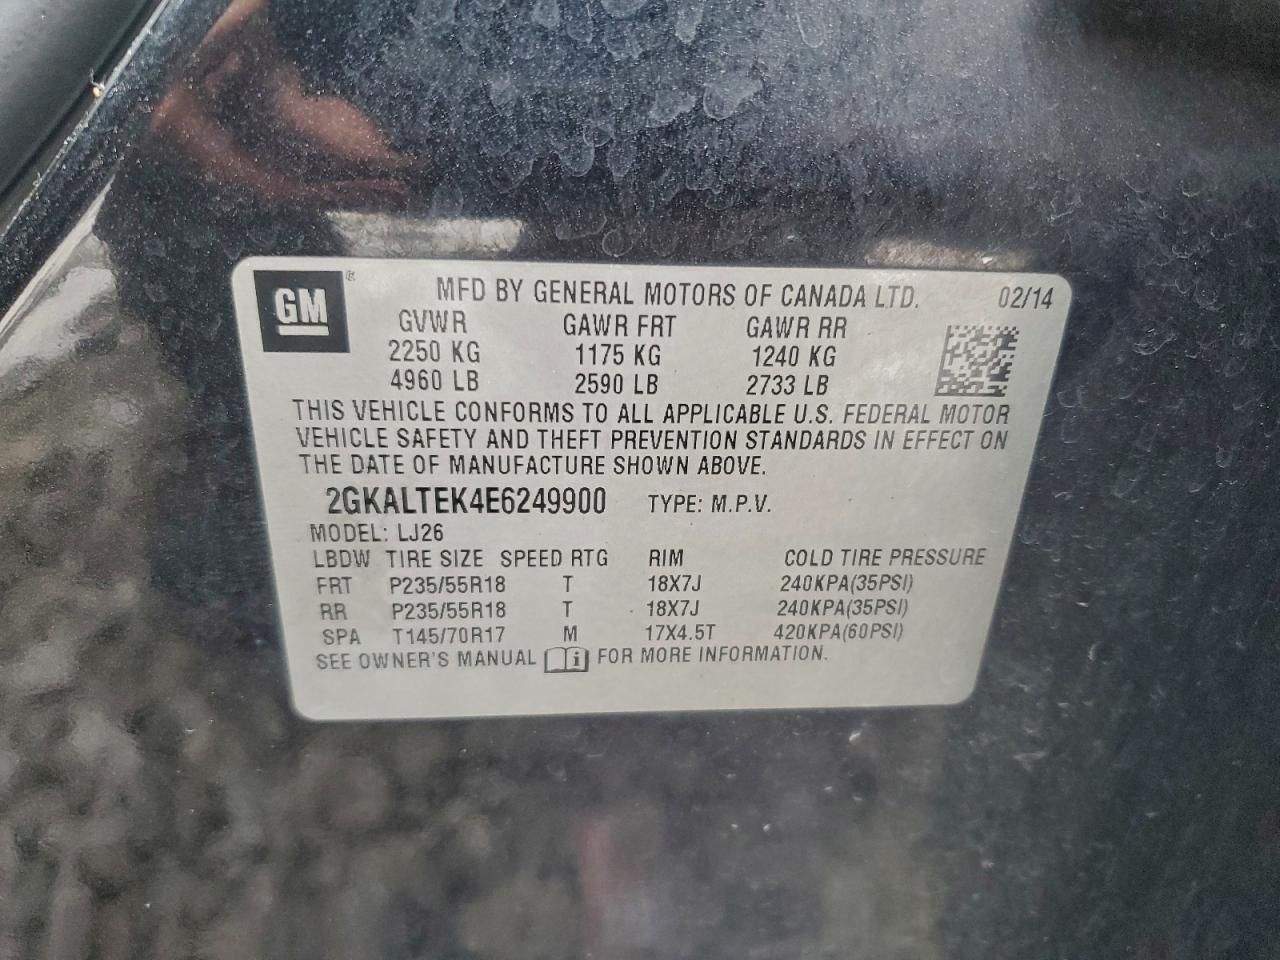 GM ® MFD BY GENERAL MOTORS OF CANADA LTD. 02/14
GVWR GAWR FRT GAWR RR
2250 KG 1175 KG 1240 KG
4960 LB 2590 LB 2733 LB
THIS VEHICLE CONFORMS TO ALL APPLICABLE U.S. FEDERAL MOTOR
VEHICLE SAFETY AND THEFT PREVENTION STANDARDS IN EFFECT ON
THE DATE OF MANUFACTURE SHOWN ABOVE.
2GKALTEK4E6249900 TYPE: M.P.V.
MODEL: LJ26
LBDW TIRE SIZE SPEED RTG RIM COLD TIRE PRESSURE
FRT P235/55R18 T 18X7J 240KPA(35PSI)
RR P235/55R18 T 18X7J 240KPA(35PSI)
SPA T145/70R17 M 17X4.5T 420KPA(60PSI)
SEE OWNER'S MANUAL i FOR MORE INFORMATION.